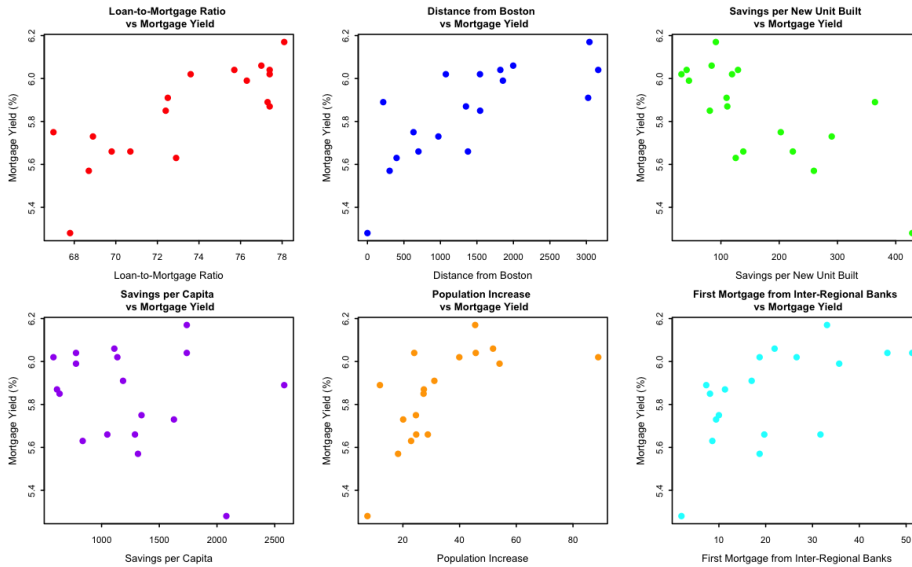 Loan-to-Mortgage Ratio
vs Mortgage Yield
Mortgage Yield (%)
5.4 5.6 5.8 6.0 6.2
68 70 72 74 76 78
Loan-to-Mortgage Ratio
Distance from Boston
vs Mortgage Yield
Mortgage Yield (%)
5.4 5.6 5.8 6.0 6.2
0 500 1000 1500 2000 2500 3000
Distance from Boston
Savings per New Unit Built
vs Mortgage Yield
Mortgage Yield (%)
5.4 5.6 5.8 6.0 6.2
100 200 300 400
Savings per New Unit Built
Savings per Capita
vs Mortgage Yield
Mortgage Yield (%)
5.4 5.6 5.8 6.0 6.2
1000 1500 2000 2500
Savings per Capita
Population Increase
vs Mortgage Yield
Mortgage Yield (%)
5.4 5.6 5.8 6.0 6.2
20 40 60 80
Population Increase
First Mortgage from Inter-Regional Banks
vs Mortgage Yield
Mortgage Yield (%)
5.4 5.6 5.8 6.0 6.2
10 20 30 40 50
First Mortgage from Inter-Regional Banks